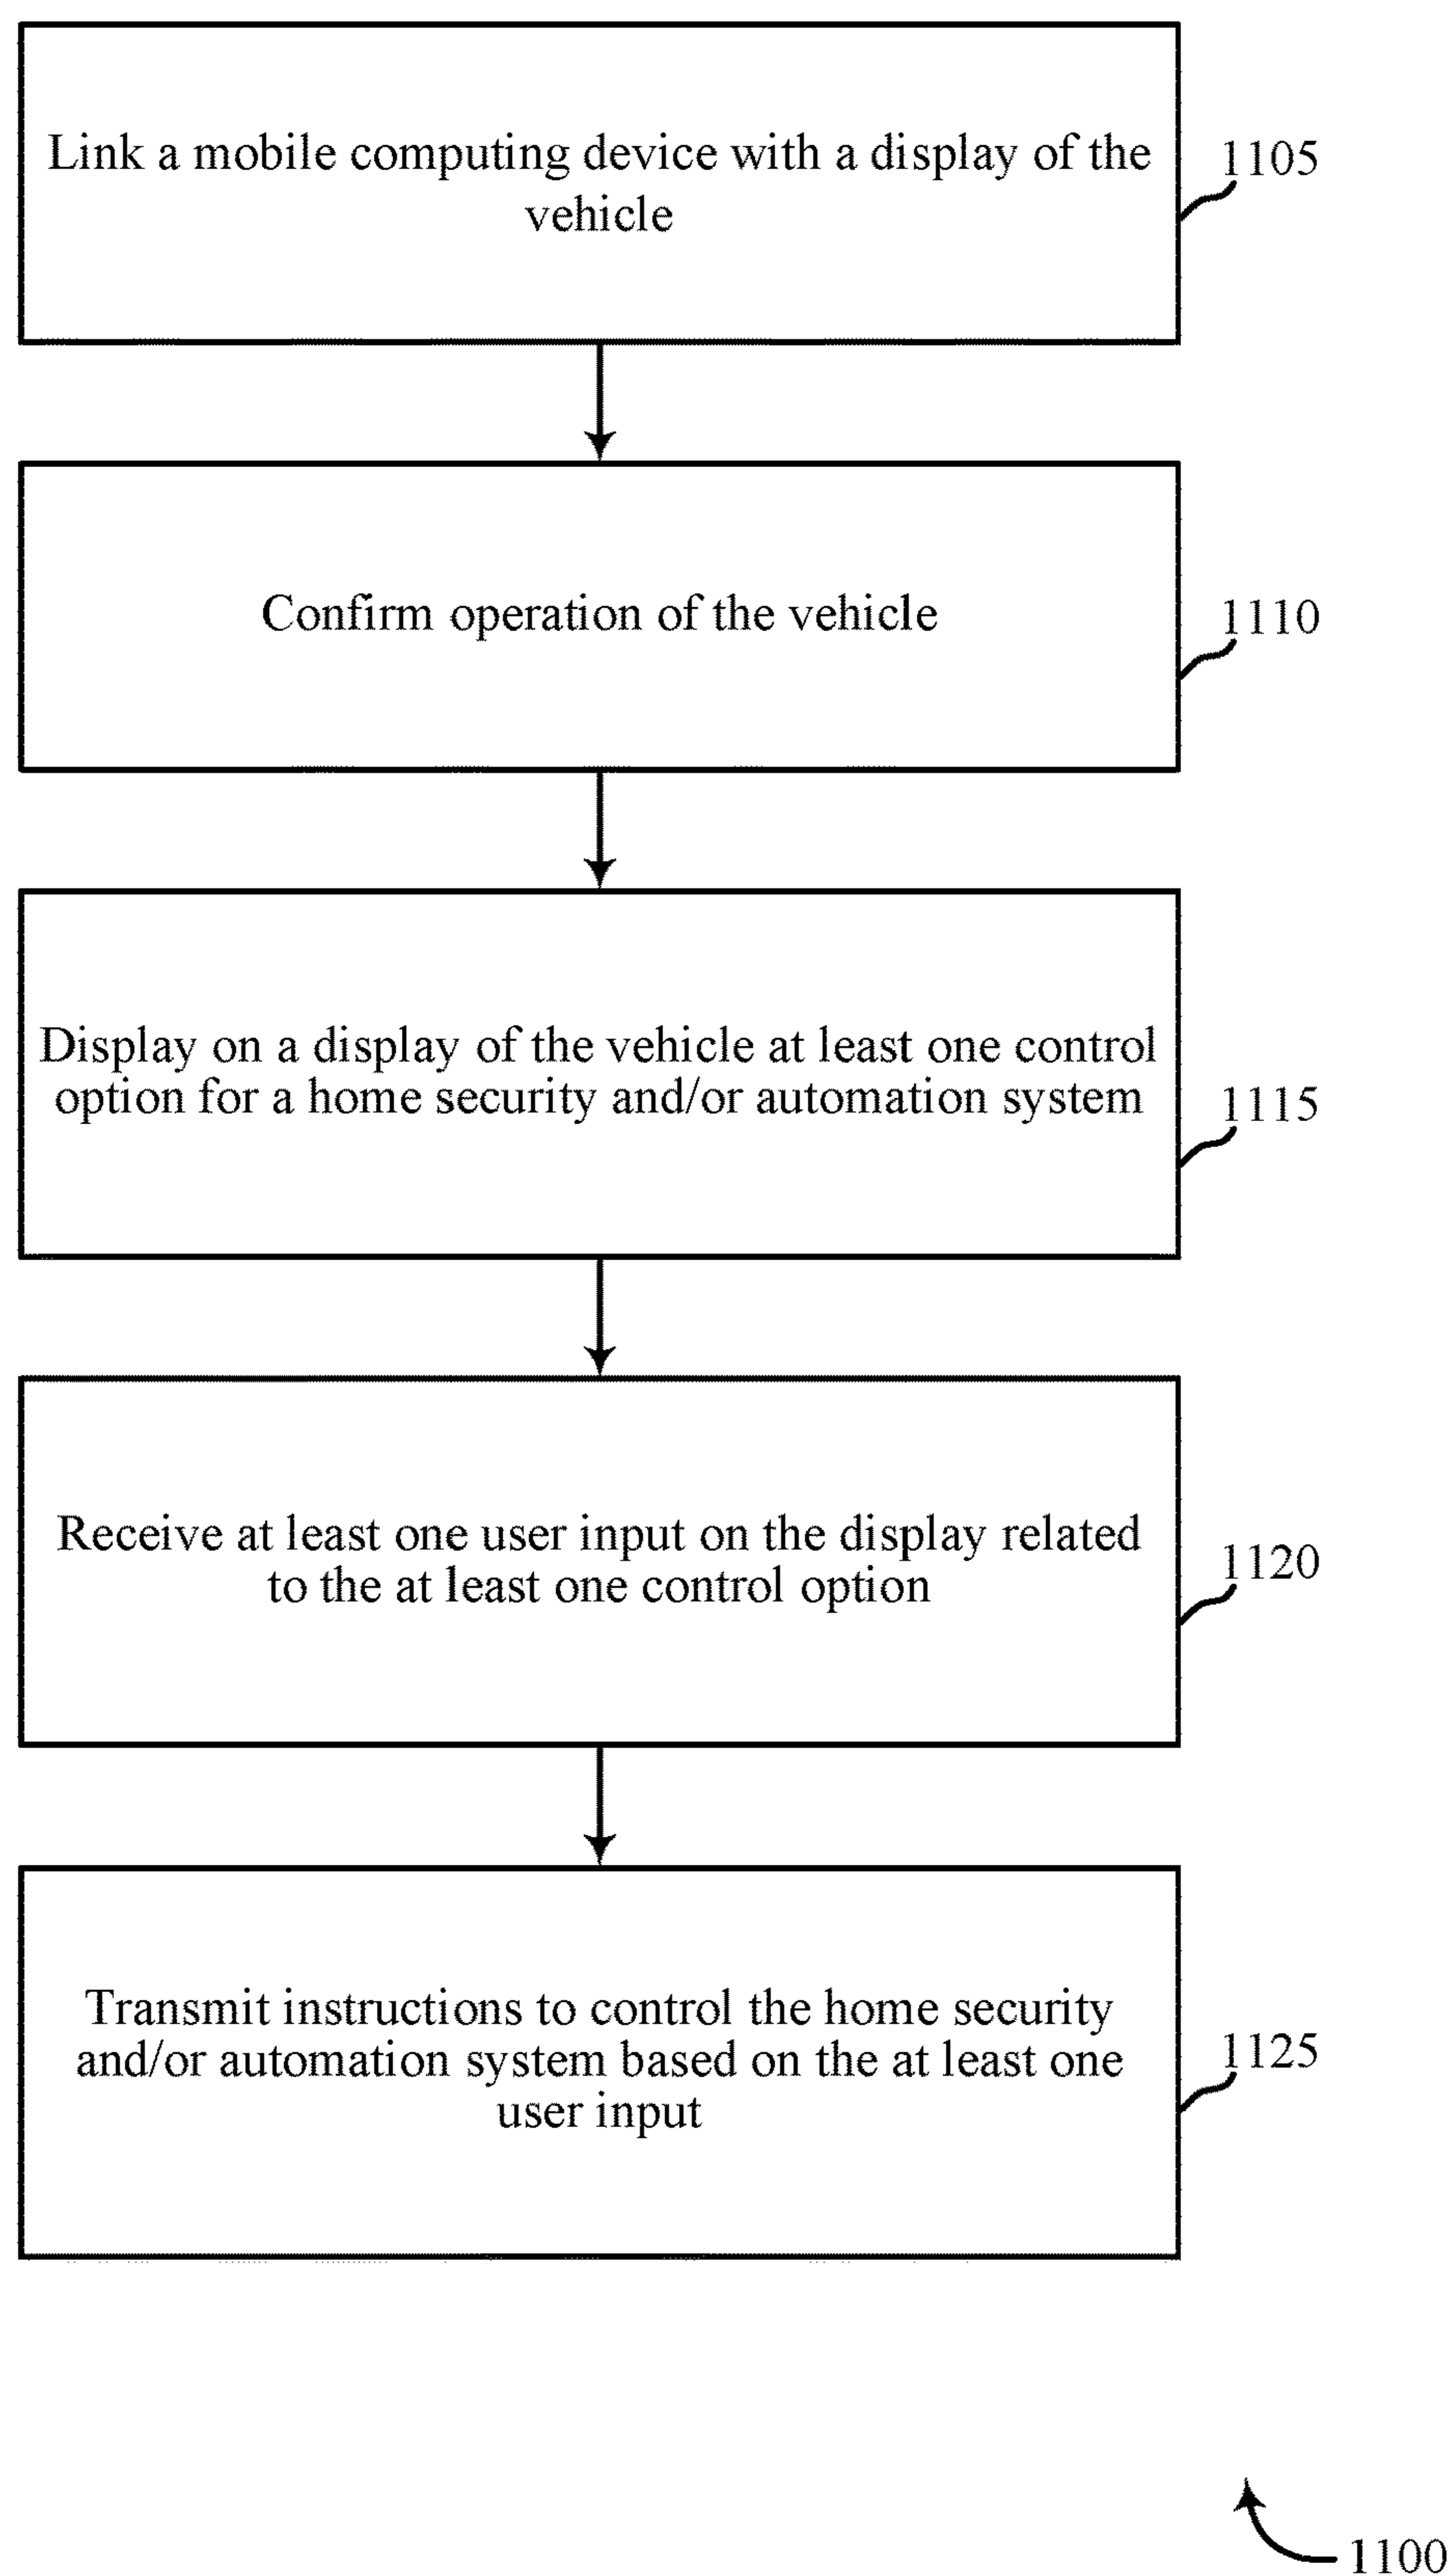 Link a mobile computing device with a display of the
vehicle
1105
Confirm operation of the vehicle
1110
Display on a display of the vehicle at least one control
option for a home security and/or automation system
1115
Receive at least one user input on the display related
to the at least one control option
1120
Transmit instructions to control the home security
and/or automation system based on the at least one
user input
1125
1100